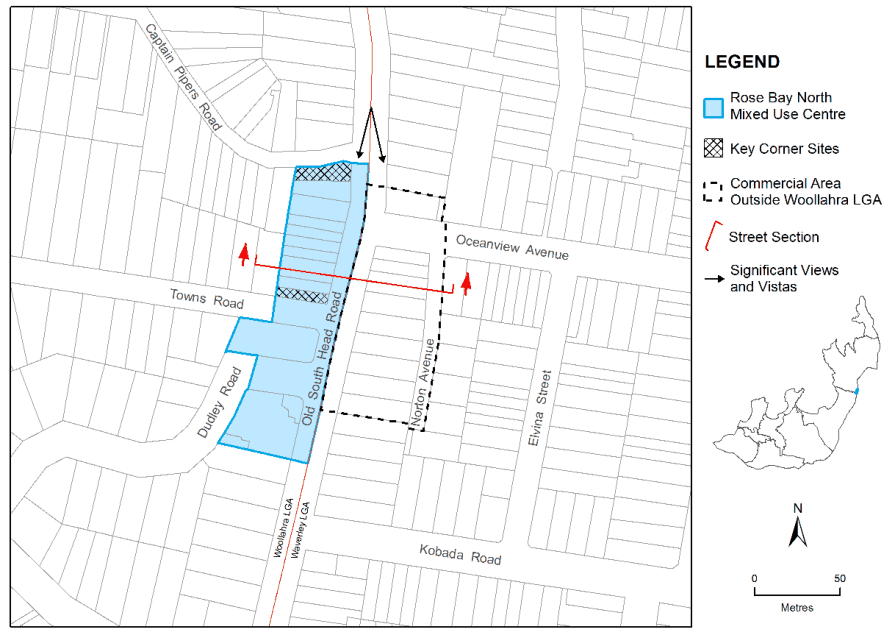 Captain Pipers Road
Oceanview Avenue
Towns Road
Old South Head Road
Norton Avenue
Dudley Road
Elvina Street
Woollahra LGA
Waverley LGA
Kobada Road
LEGEND
Rose Bay North
Mixed Use Centre
Key Corner Sites
Commercial Area
Outside Woollahra LGA
Street Section
Significant Views
and Vistas
N
0 50
Metres